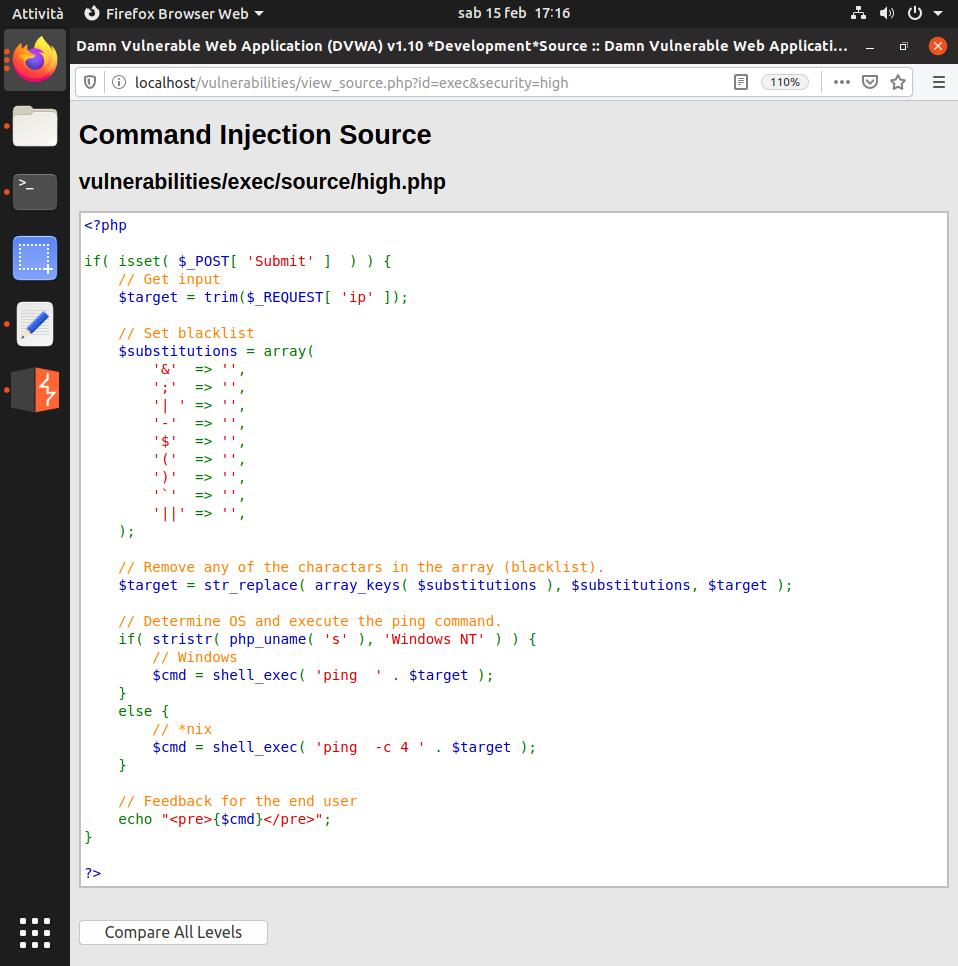 Attività Firefox Browser Web sab 15 feb 17:16
Damn Vulnerable Web Application (DVWA) v1.10 *Development*Source :: Damn Vulnerable Web Applicati...
localhost/vulnerabilities/view_source.php?id=exec&security=high 110%
Command Injection Source
vulnerabilities/exec/source/high.php
<?php
if( isset( $_POST[ 'Submit' ]  ) ) {
    // Get input
    $target = trim($_REQUEST[ 'ip' ]);
    // Set blacklist
    $substitutions = array(
        '&'  => '',
        ';'  => '',
        '| ' => '',
        '-'  => '',
        '$'  => '',
        '('  => '',
        ')'  => '',
        '`'  => '',
        '||' => '',
    );
    // Remove any of the charactars in the array (blacklist).
    $target = str_replace( array_keys( $substitutions ), $substitutions, $target );
    // Determine OS and execute the ping command.
    if( stristr( php_uname( 's' ), 'Windows NT' ) ) {
        // Windows
        $cmd = shell_exec( 'ping  ' . $target );
    }
    else {
        // *nix
        $cmd = shell_exec( 'ping  -c 4 ' . $target );
    }
    // Feedback for the end user
    echo "<pre>{$cmd}</pre>";
}
?>
Compare All Levels